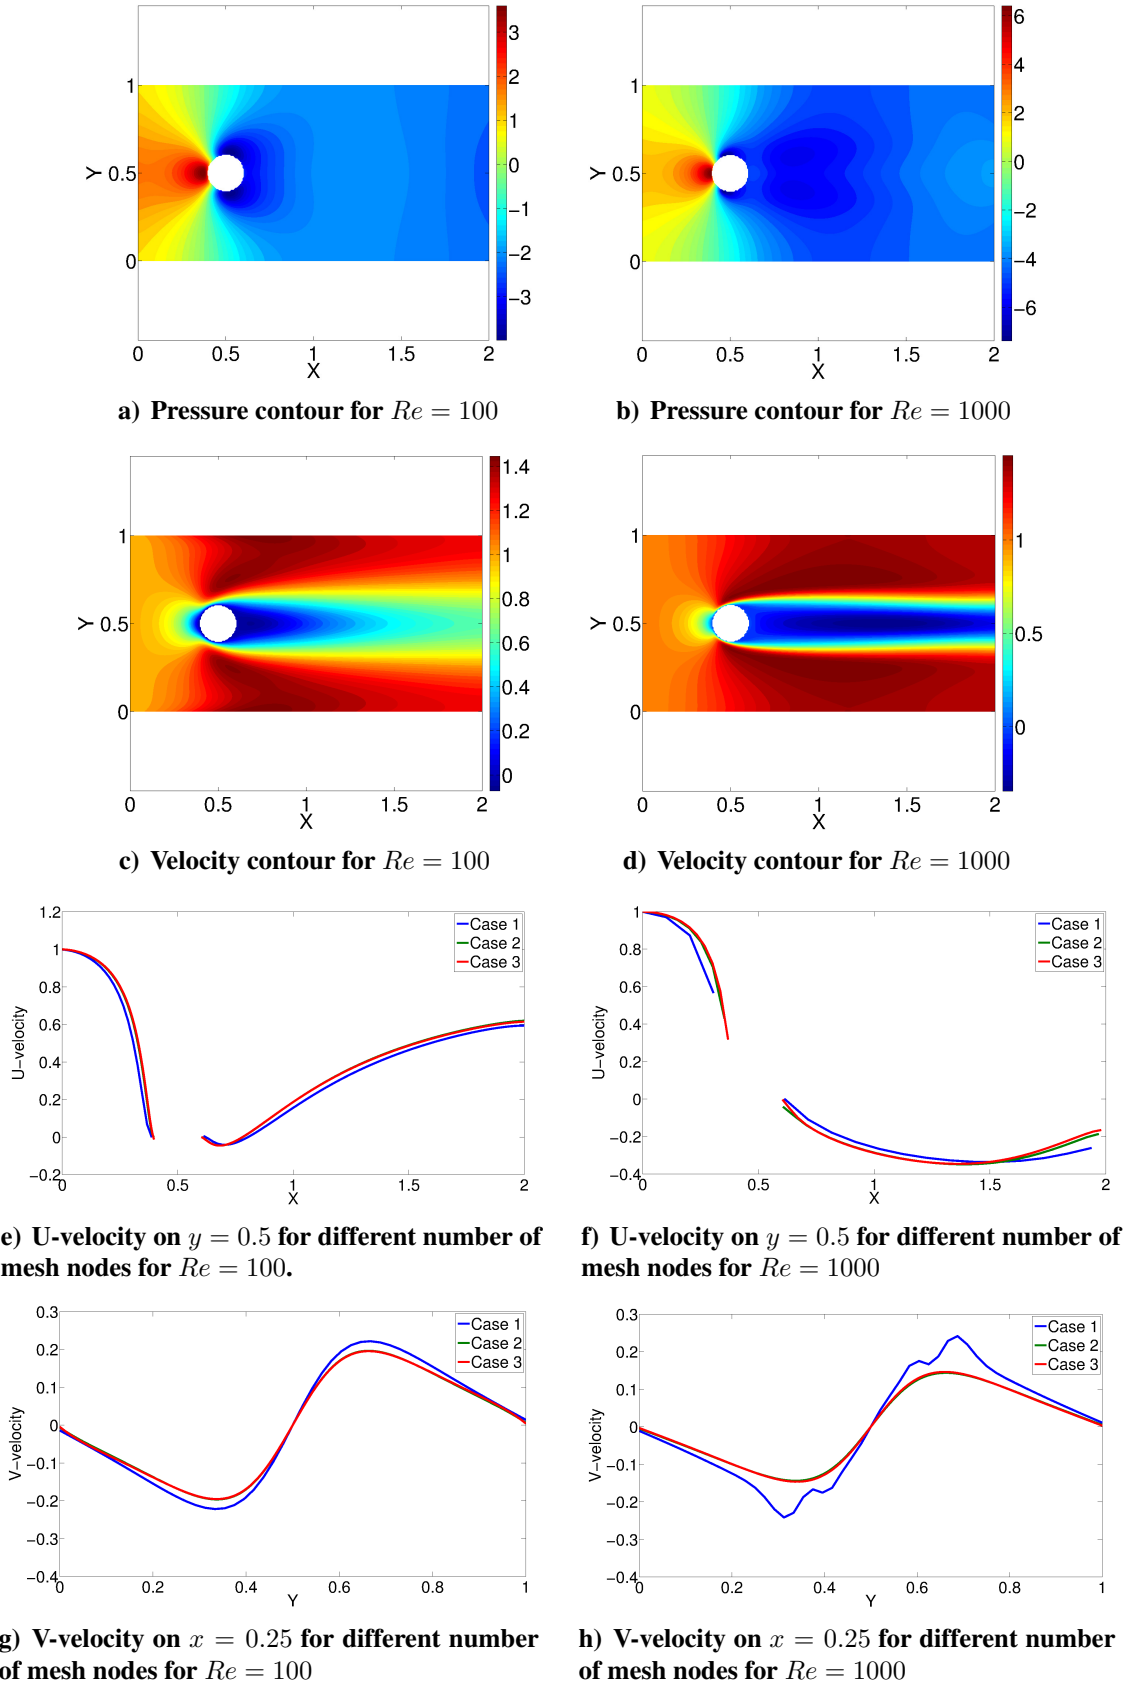 3
2
1
0
−1
−2
−3
1
Y 0.5
0
0 0.5 1 1.5 2
X
a) Pressure contour for Re = 100
6
4
2
0
−2
−4
−6
1
Y 0.5
0
0 0.5 1 1.5 2
X
b) Pressure contour for Re = 1000
1.4
1.2
1
0.8
0.6
0.4
0.2
0
1
Y 0.5
0
0 0.5 1 1.5 2
X
c) Velocity contour for Re = 100
1
0.5
0
1
Y 0.5
0
0 0.5 1 1.5 2
X
d) Velocity contour for Re = 1000
1.2
1
0.8
0.6
0.4
0.2
0
−0.2
U−velocity
Case 1
Case 2
Case 3
0 0.5 1 1.5 2
X
e) U-velocity on y = 0.5 for different number of
mesh nodes for Re = 100.
1
0.8
0.6
0.4
0.2
0
−0.2
−0.4
U−velocity
Case 1
Case 2
Case 3
0 0.5 1 1.5 2
X
f) U-velocity on y = 0.5 for different number of
mesh nodes for Re = 1000
0.3
0.2
0.1
0
−0.1
−0.2
−0.3
−0.4
V−velocity
Case 1
Case 2
Case 3
0 0.2 0.4 0.6 0.8 1
Y
g) V-velocity on x = 0.25 for different number
of mesh nodes for Re = 100
0.3
0.2
0.1
0
−0.1
−0.2
−0.3
−0.4
V−velocity
Case 1
Case 2
Case 3
0 0.2 0.4 0.6 0.8 1
Y
h) V-velocity on x = 0.25 for different number
of mesh nodes for Re = 1000